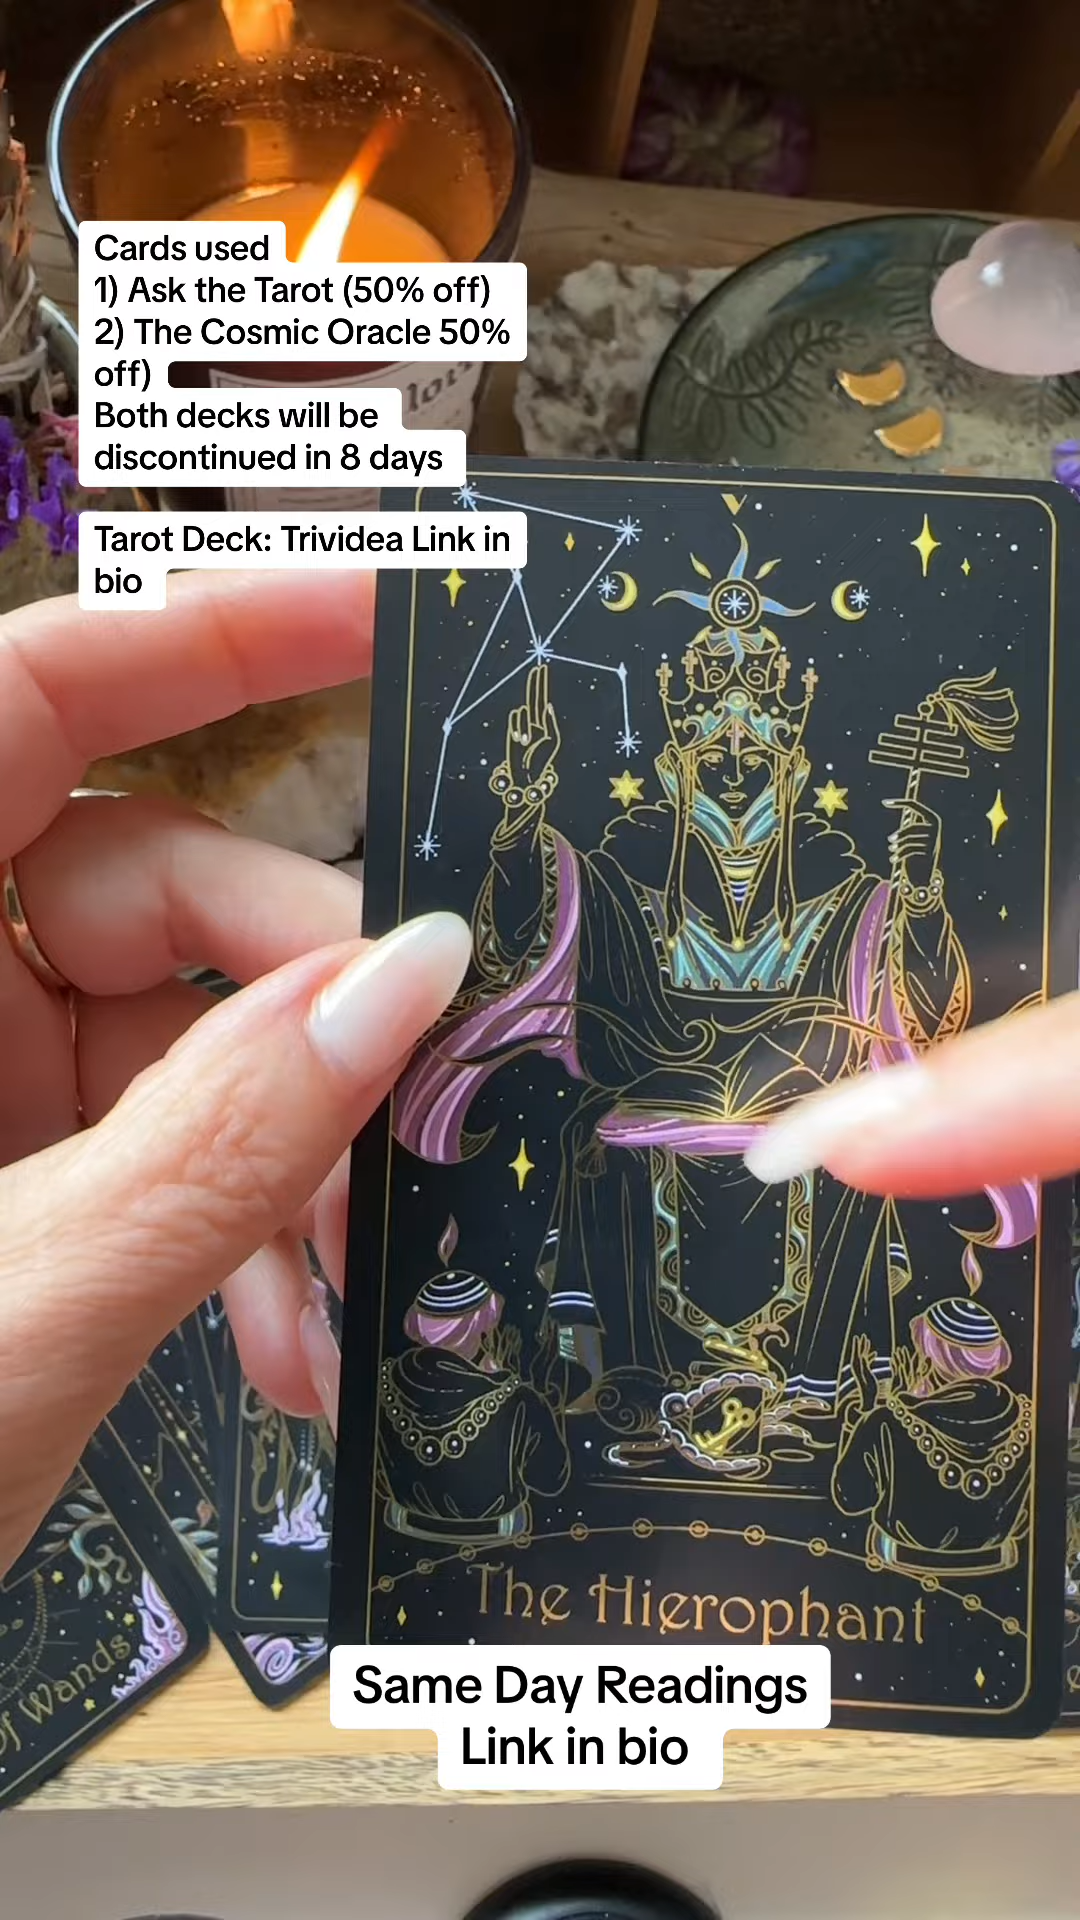 Cards used
1) Ask the Tarot (50% off)
2) The Cosmic Oracle 50%
off)
Both decks will be
discontinued in 8 days
Tarot Deck: Trividea Link in
bio
V
The Hierophant
of Wands
Same Day Readings
Link in bio